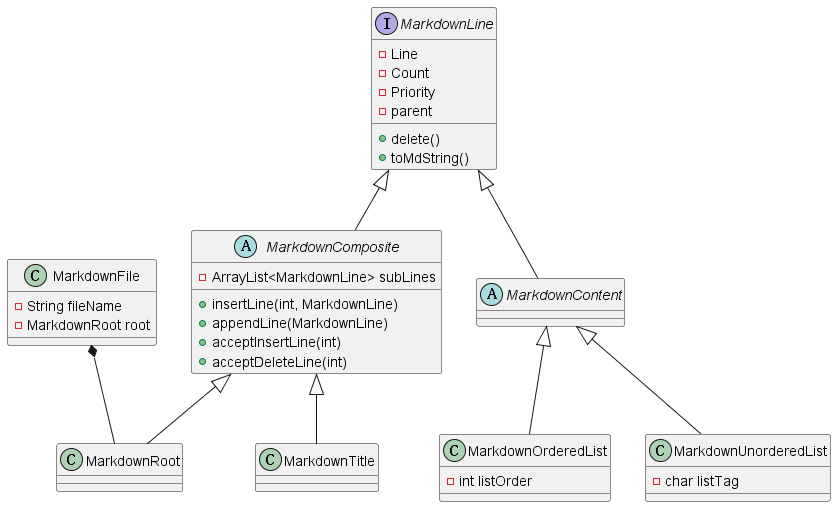 I MarkdownLine
Line
Count
Priority
parent
delete()
toMdString()
A MarkdownComposite
ArrayList<MarkdownLine> subLines
insertLine(int, MarkdownLine)
appendLine(MarkdownLine)
acceptInsertLine(int)
acceptDeleteLine(int)
C MarkdownFile
String fileName
MarkdownRoot root
A MarkdownContent
C MarkdownRoot
C MarkdownTitle
C MarkdownOrderedList
int listOrder
C MarkdownUnorderedList
char listTag